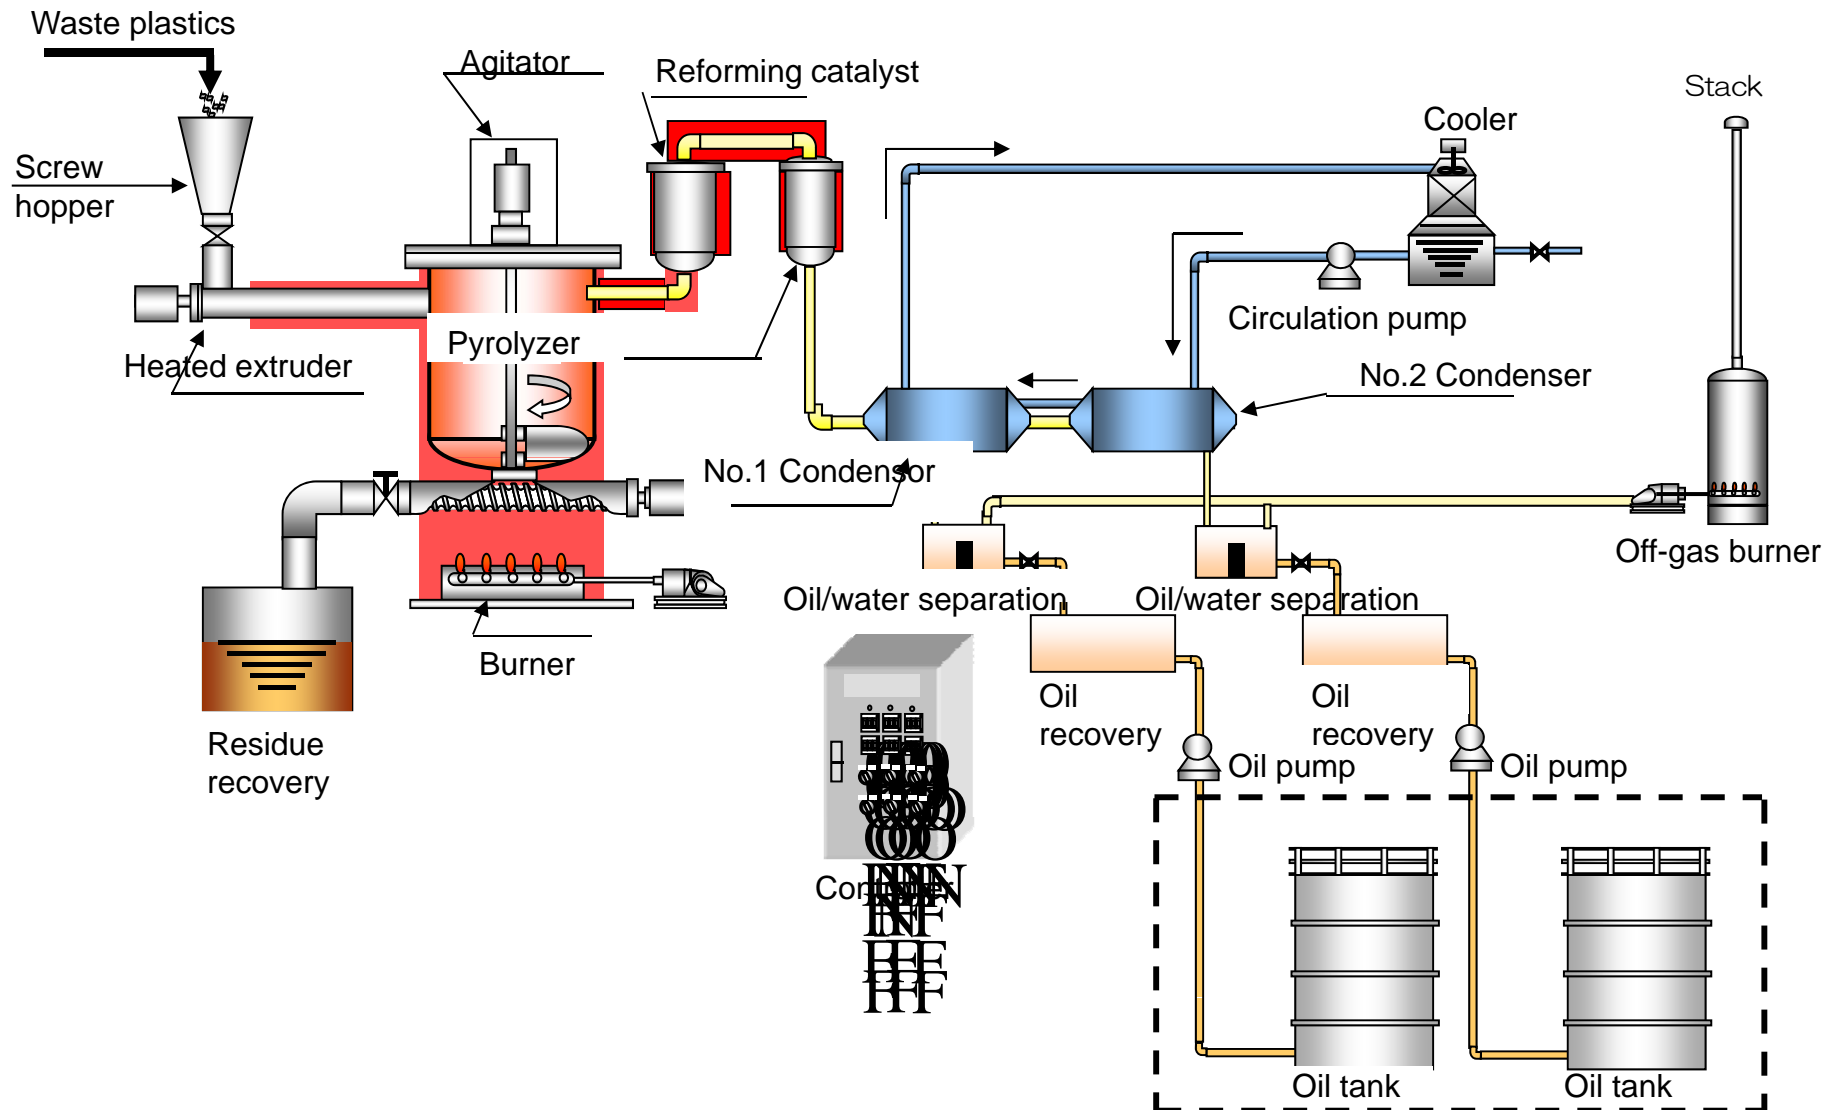 Waste plastics
Agitator
Reforming catalyst
Stack
Cooler
Screw
hopper
Circulation pump
Pyrolyzer
Heated extruder
No.2 Condenser
No.1 Condensor
Off-gas burner
Oil/water separation
Oil/water separation
Burner
Oil
recovery
Oil
recovery
Residue
recovery
Oil pump
Oil pump
Oil tank
Oil tank